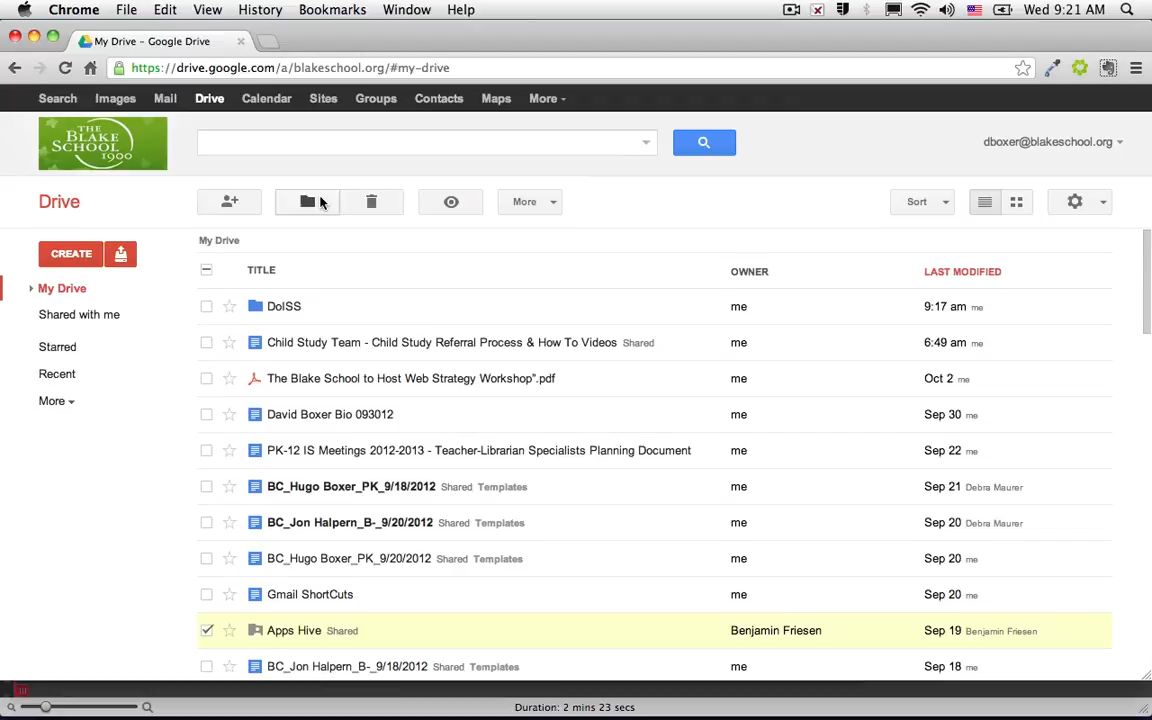 Chrome File Edit View History Bookmarks Window Help Wed 9:21 AM
My Drive - Google Drive
https://drive.google.com/a/blakeschool.org/#my-drive
Search Images Mail Drive Calendar Sites Groups Contacts Maps More
THE BLAKE SCHOOL 1900
dboxer@blakeschool.org
Drive More Sort
My Drive
CREATE
TITLE OWNER LAST MODIFIED
My Drive
DoISS me 9:17 am me
Shared with me
Child Study Team - Child Study Referral Process & How To Videos Shared me 6:49 am me
Starred
Recent
The Blake School to Host Web Strategy Workshop".pdf me Oct 2 me
More
David Boxer Bio 093012 me Sep 30 me
PK-12 IS Meetings 2012-2013 - Teacher-Librarian Specialists Planning Document me Sep 22 me
BC_Hugo Boxer_PK_9/18/2012 Shared Templates me Sep 21 Debra Maurer
BC_Jon Halpern_B-_9/20/2012 Shared Templates me Sep 20 Debra Maurer
BC_Hugo Boxer_PK_9/20/2012 Shared Templates me Sep 20 me
Gmail ShortCuts me Sep 20 me
Apps Hive Shared Benjamin Friesen Sep 19 Benjamin Friesen
BC_Jon Halpern_B-_9/18/2012 Shared Templates me Sep 18 me
Duration: 2 mins 23 secs